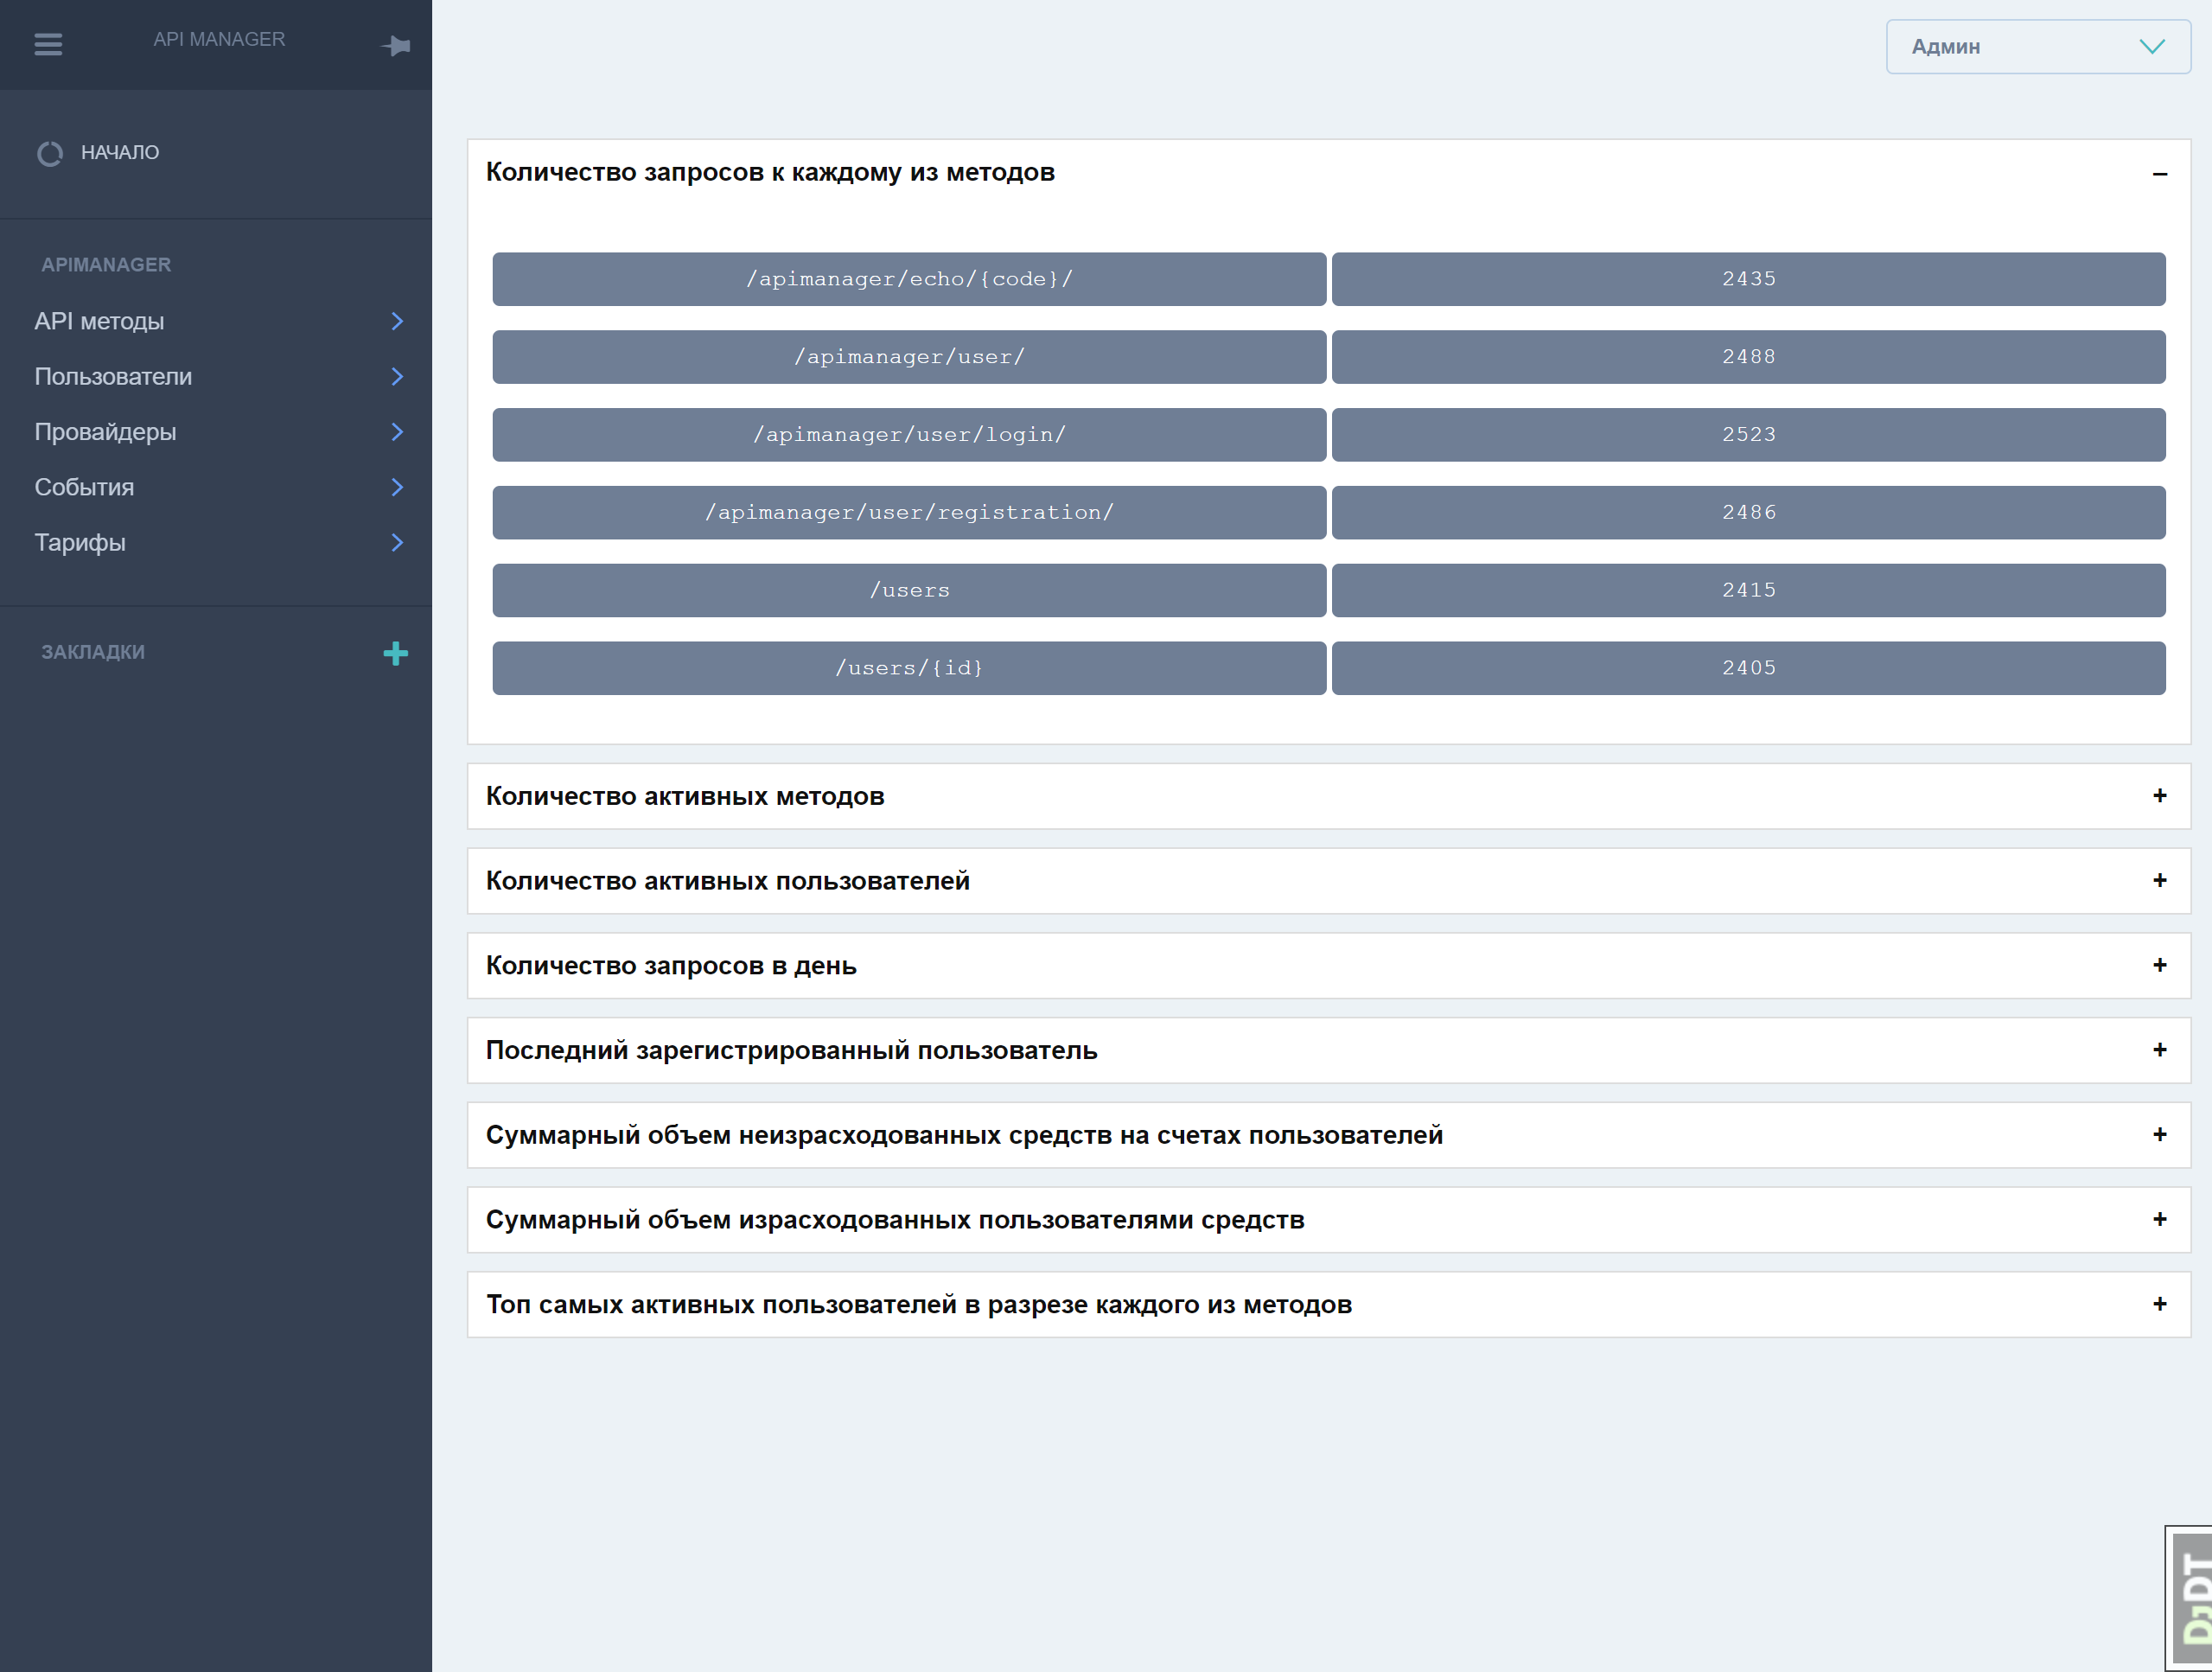 API MANAGER
Админ
НАЧАЛО
APIMANAGER
API методы
Пользователи
Провайдеры
События
Тарифы
ЗАКЛАДКИ
Количество запросов к каждому из методов –
/apimanager/echo/{code}/ 2435
/apimanager/user/ 2488
/apimanager/user/login/ 2523
/apimanager/user/registration/ 2486
/users 2415
/users/{id} 2405
Количество активных методов +
Количество активных пользователей +
Количество запросов в день +
Последний зарегистрированный пользователь +
Суммарный объем неизрасходованных средств на счетах пользователей +
Суммарный объем израсходованных пользователями средств +
Топ самых активных пользователей в разрезе каждого из методов +
DjDT